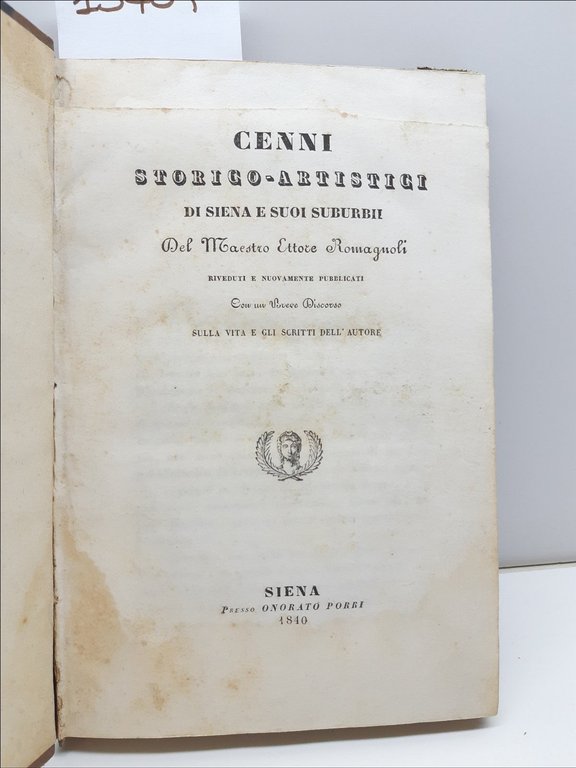 CENNI
STORICO-ARTISTICI
DI SIENA E SUOI SUBURBII
Del Maestro Ettore Romagnoli
RIVEDUTI E NUOVAMENTE PUBBLICATI
Con un Breve Discorso
SULLA VITA E GLI SCRITTI DELL'AUTORE
SIENA
PRESSO ONORATO PORRI
1840